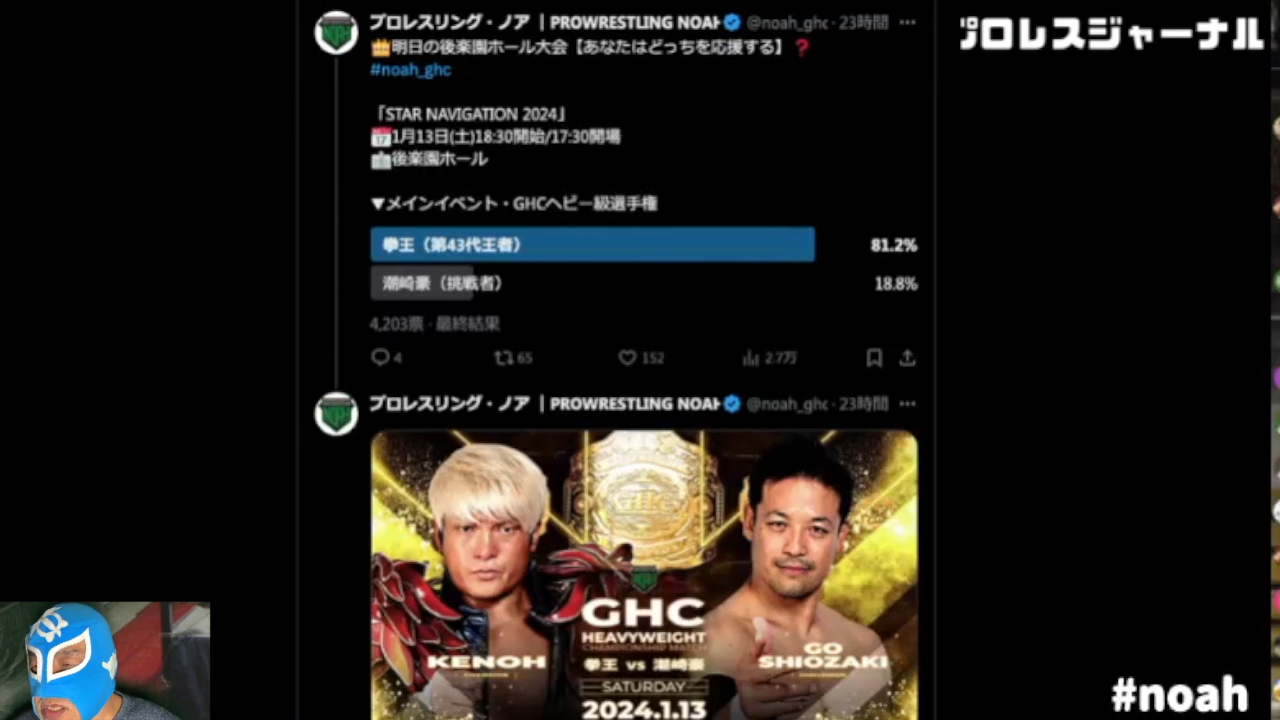 プロレスリング・ノア | PROWRESTLING NOAH @noah_ghc · 23時間
明日の後楽園ホール大会【あなたはどっちを応援する】❓
#noah_ghc
「STAR NAVIGATION 2024」
1月13日(土)18:30開始/17:30開場
後楽園ホール
▼メインイベント・GHCヘビー級選手権
拳王（第43代王者） 81.2%
潮崎豪（挑戦者） 18.8%
4,203票 · 最終結果
4 65 152 2.7万
プロレスリング・ノア | PROWRESTLING NOAH @noah_ghc · 23時間
GHC
HEAVYWEIGHT
CHAMPIONSHIP MATCH
KENOH
拳王 vs 潮崎豪
GO
SHIOZAKI
SATURDAY
2024.1.13
プロレスジャーナル
#noah